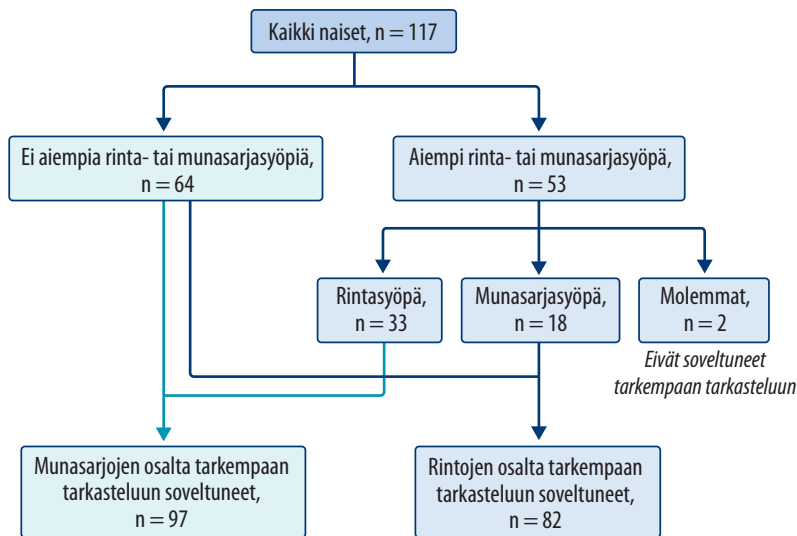 Kaikki naiset, n = 117
Ei aiempia rinta- tai munasarjasyöpiä,
n = 64
Aiempi rinta- tai munasarjasyöpä,
n = 53
Rintasyöpä,
n = 33
Munasarjasyöpä,
n = 18
Molemmat,
n = 2
Eivät soveltuneet
tarkempaan tarkasteluun
Munasarjojen osalta tarkempaan
tarkasteluun soveltuneet,
n = 97
Rintojen osalta tarkempaan
tarkasteluun soveltuneet,
n = 82